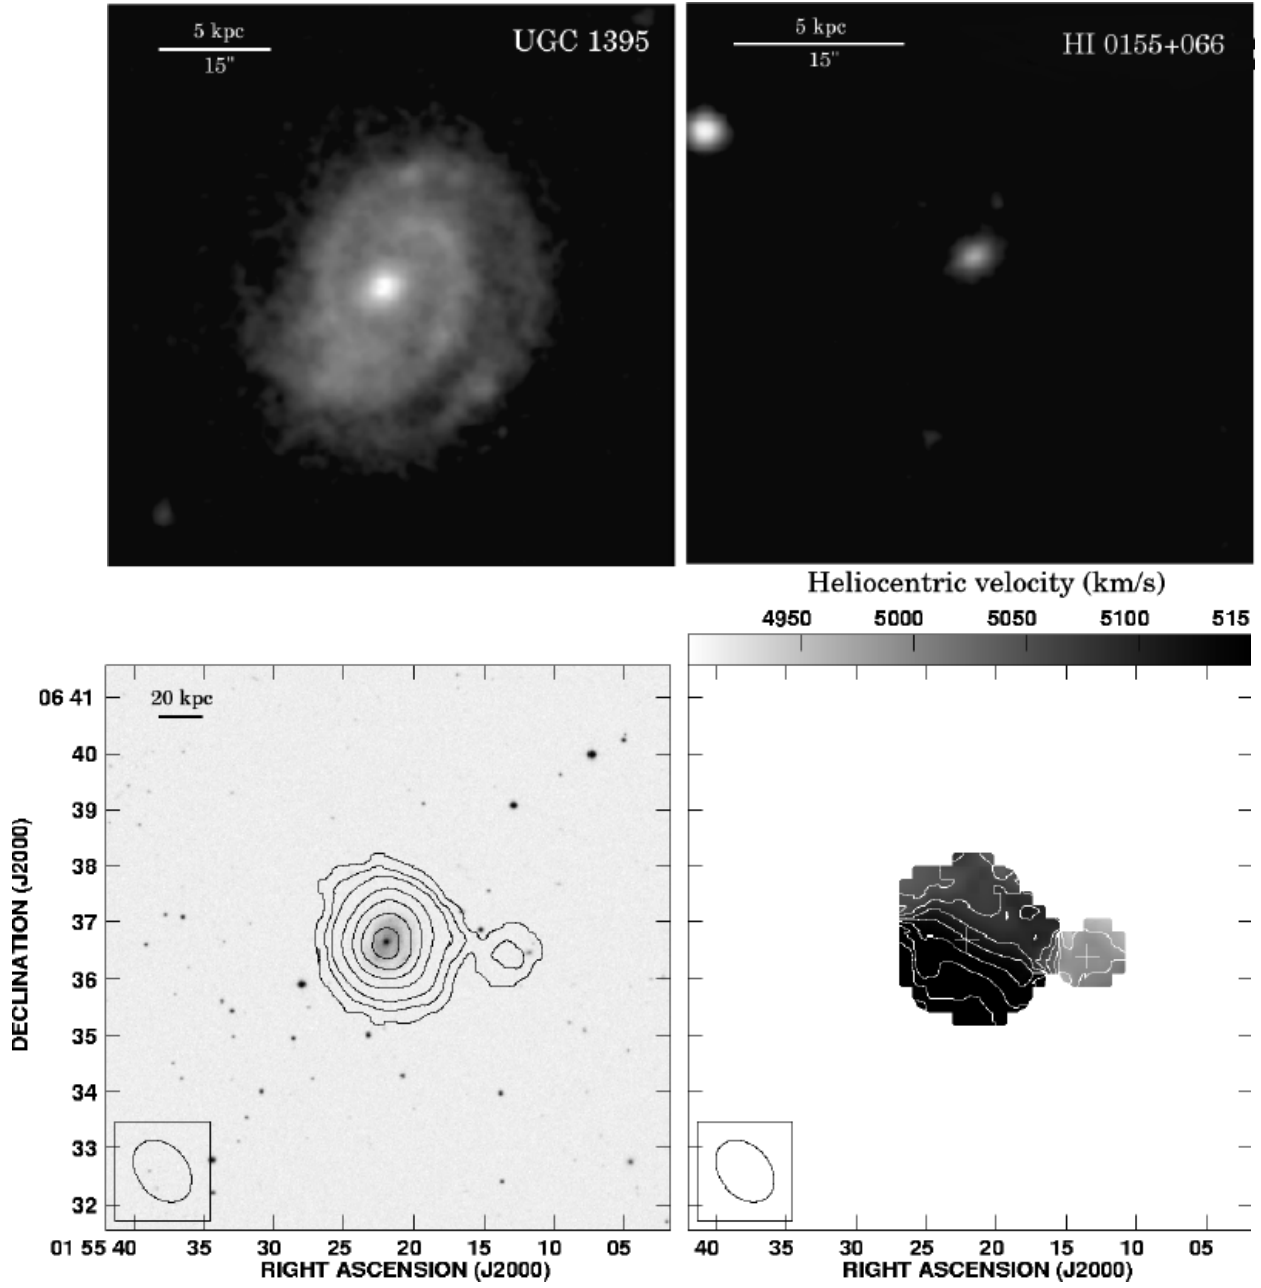 5 kpc
15"
UGC 1395
5 kpc
15"
HI 0155+066
Heliocentric velocity (km/s)
4950 5000 5050 5100 515
20 kpc
06 41
40
39
38
37
36
35
34
33
32
DECLINATION (J2000)
01 55 40 35 30 25 20 15 10 05
RIGHT ASCENSION (J2000)
40 35 30 25 20 15 10 05
RIGHT ASCENSION (J2000)